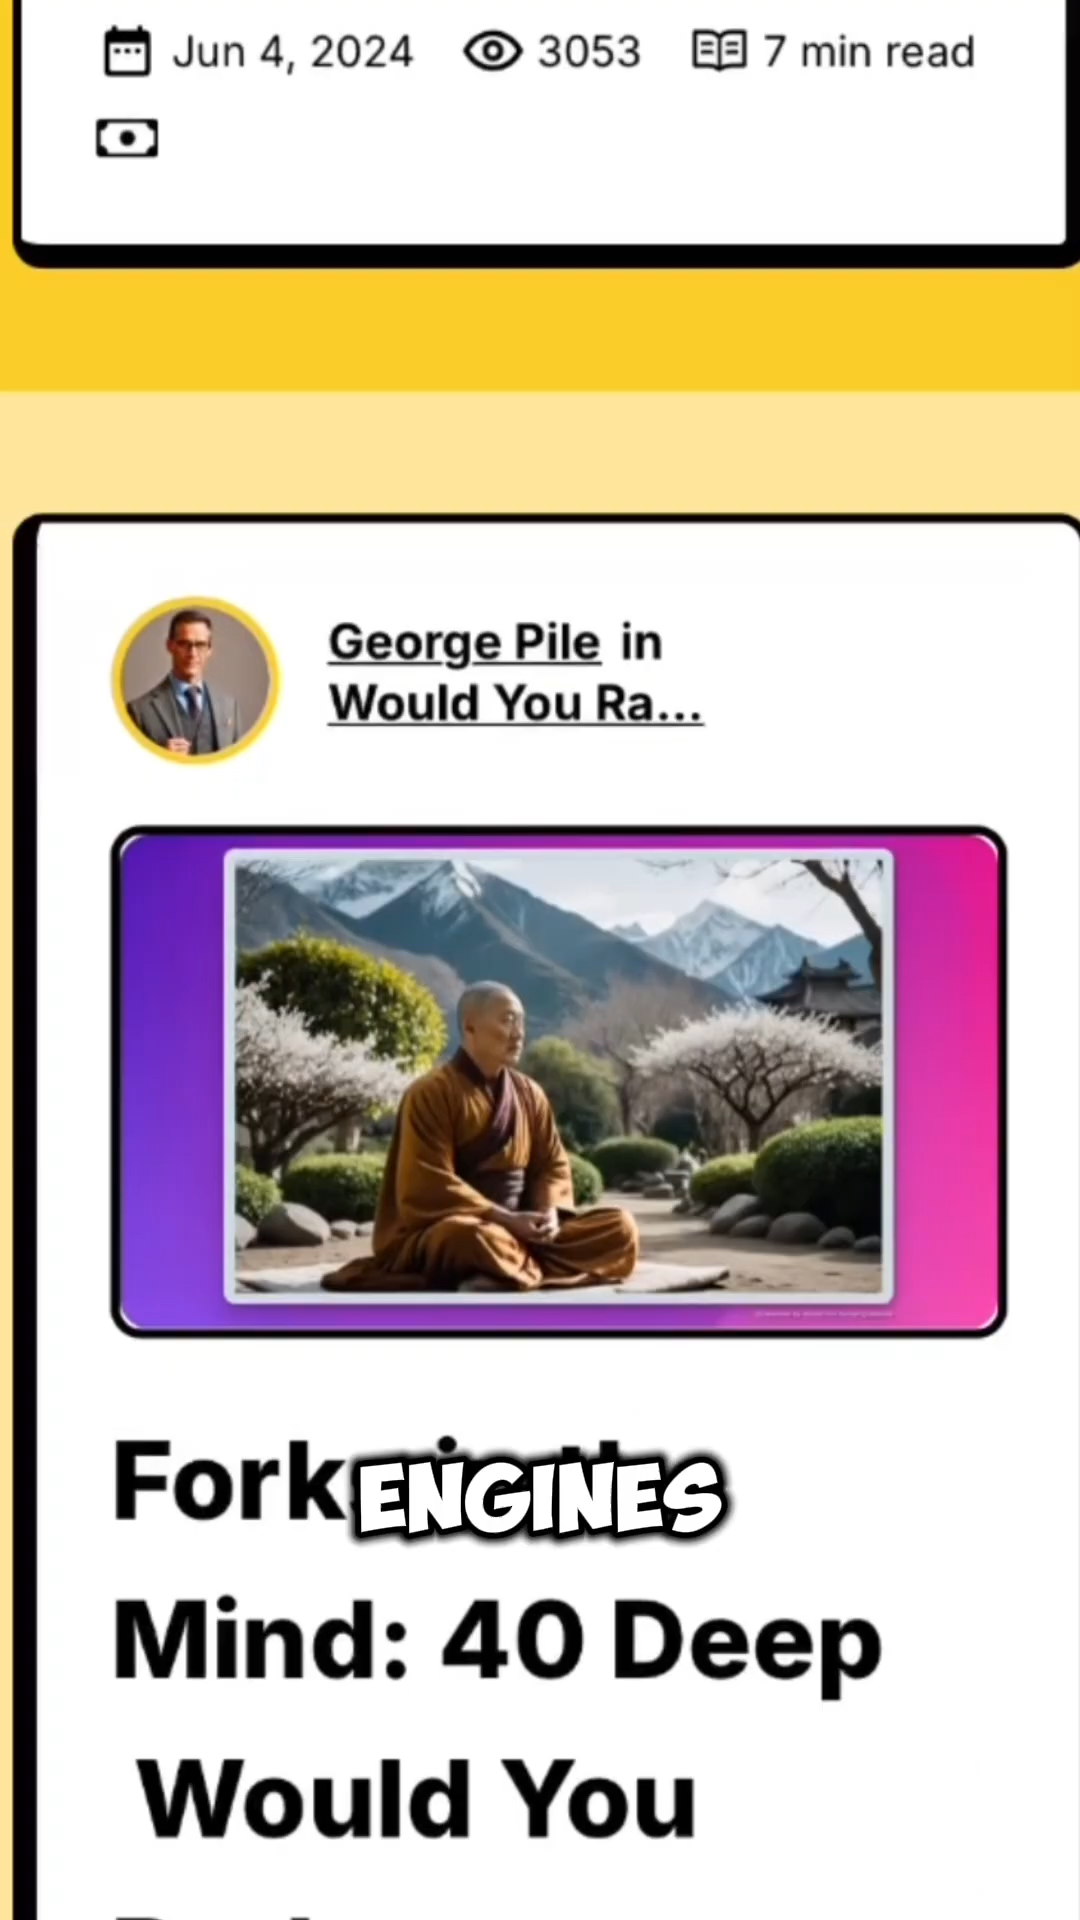 Jun 4, 2024 3053 7 min read
George Pile in
Would You Ra...
Fork
ENGINES
Mind: 40 Deep
Would You